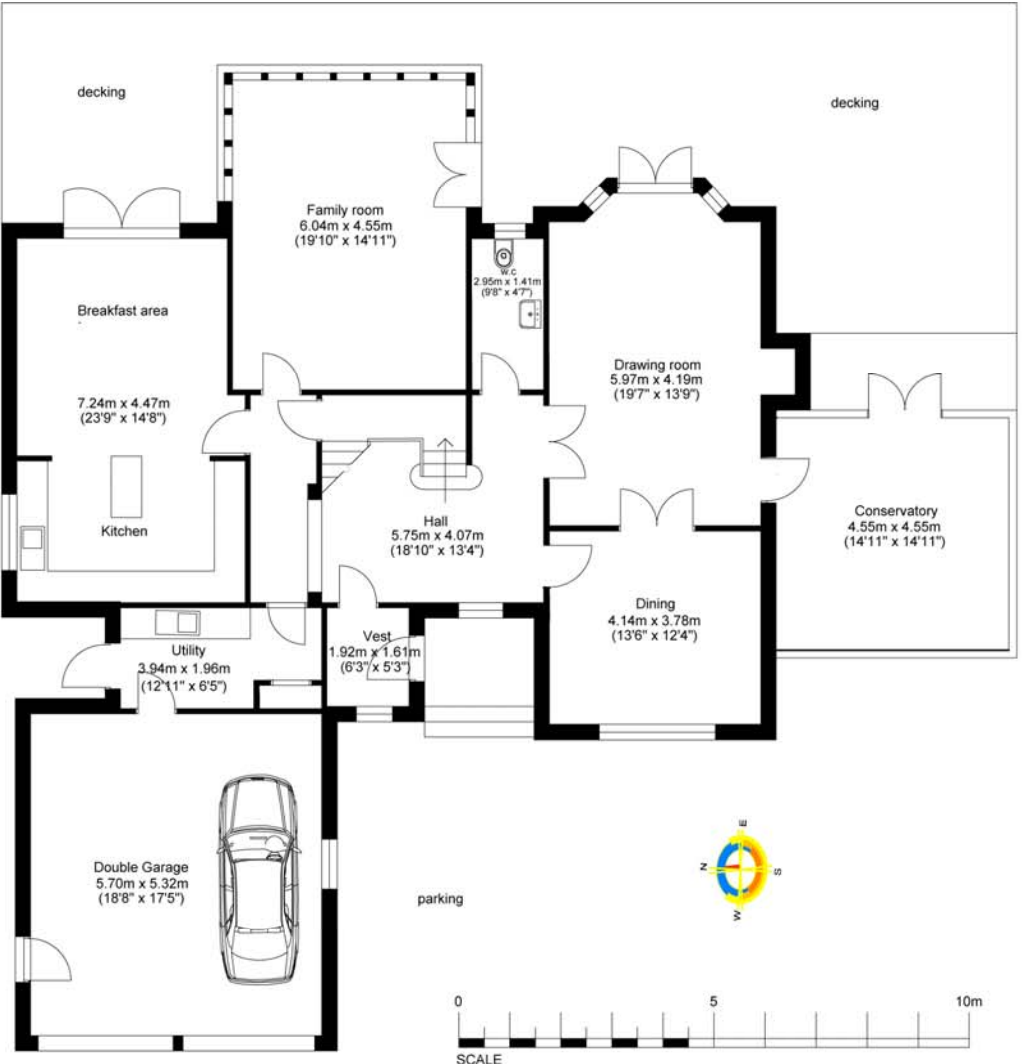 decking
decking
Family room
6.04m x 4.55m
(19'10" x 14'11")
w.c
2.95m x 1.41m
(9'8" x 4'7")
Breakfast area
7.24m x 4.47m
(23'9" x 14'8")
Drawing room
5.97m x 4.19m
(19'7" x 13'9")
Kitchen
Hall
5.75m x 4.07m
(18'10" x 13'4")
Conservatory
4.55m x 4.55m
(14'11" x 14'11")
Dining
4.14m x 3.78m
(13'6" x 12'4")
Vest
1.92m x 1.61m
(6'3" x 5'3")
Utility
3.94m x 1.96m
(12'11" x 6'5")
Double Garage
5.70m x 5.32m
(18'8" x 17'5")
parking
E
N
S
W
0 5 10m
SCALE